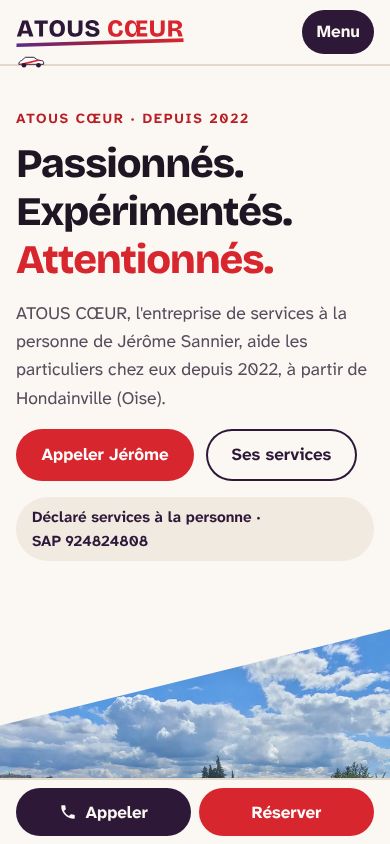 ATOUS CŒUR
Menu
ATOUS CŒUR · DEPUIS 2022
Passionnés.
Expérimentés.
Attentionnés.
ATOUS CŒUR, l'entreprise de services à la
personne de Jérôme Sannier, aide les
particuliers chez eux depuis 2022, à partir de
Hondainville (Oise).
Appeler Jérôme
Ses services
Déclaré services à la personne ·
SAP 924824808
Appeler
Réserver